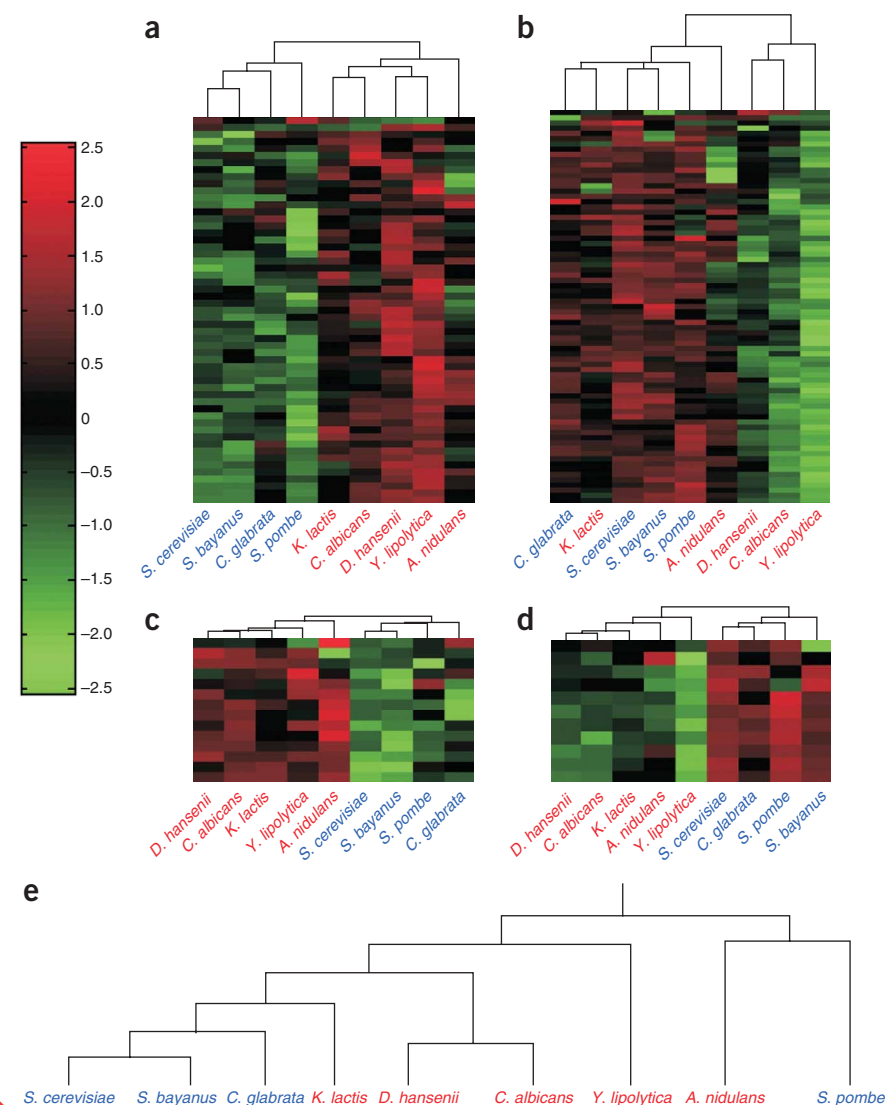 a
b
2.5
2.0
1.5
1.0
0.5
0
–0.5
–1.0
–1.5
–2.0
–2.5
S. cerevisiae
S. bayanus
C. glabrata
S. pombe
K. lactis
C. albicans
D. hansenii
Y. lipolytica
A. nidulans
C. glabrata
K. lactis
S. cerevisiae
S. bayanus
S. pombe
A. nidulans
D. hansenii
C. albicans
Y. lipolytica
c
d
D. hansenii
C. albicans
K. lactis
Y. lipolytica
A. nidulans
S. cerevisiae
S. bayanus
S. pombe
C. glabrata
D. hansenii
C. albicans
K. lactis
A. nidulans
Y. lipolytica
S. cerevisiae
C. glabrata
S. pombe
S. bayanus
e
S. cerevisiae S. bayanus C. glabrata K. lactis D. hansenii C. albicans Y. lipolytica A. nidulans S. pombe